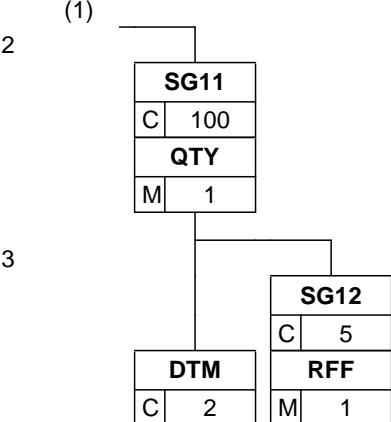 (1)
2
SG11
C 100
QTY
M 1
3
SG12
C 5
DTM RFF
C 2 M 1